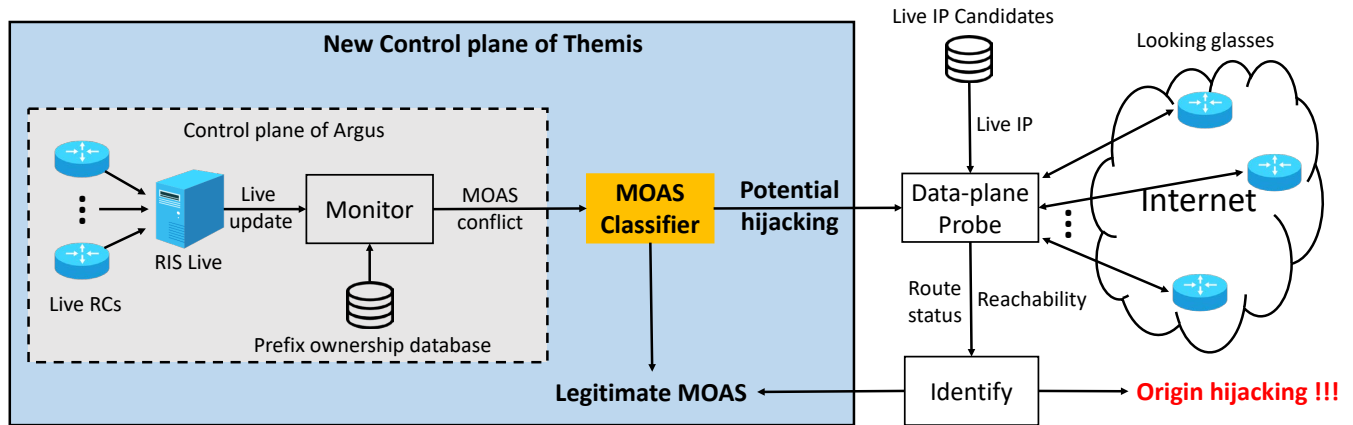 New Control plane of Themis
Control plane of Argus
Live RCs
RIS Live
Live
update
Monitor
Prefix ownership database
MOAS
conflict
MOAS
Classifier
Potential
hijacking
Legitimate MOAS
Live IP Candidates
Live IP
Data-plane
Probe
Looking glasses
Internet
Route
status
Reachability
Identify
Origin hijacking !!!